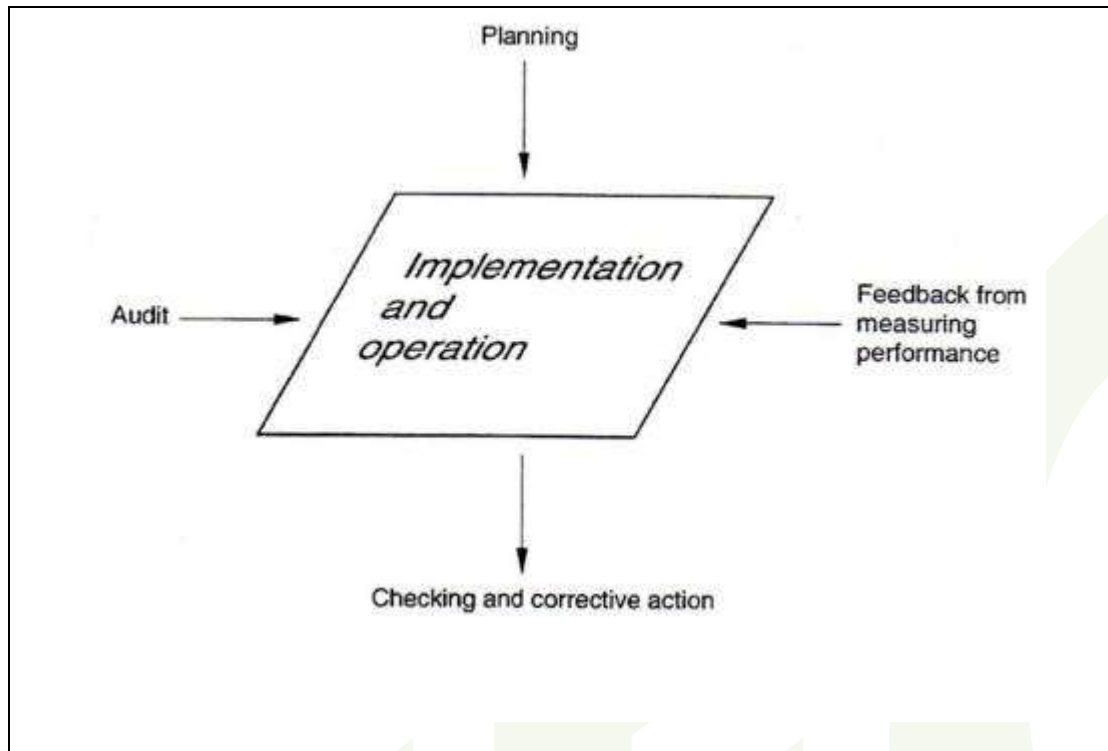 Planning
Implementation
and
operation
Audit
Feedback from
measuring
performance
Checking and corrective action